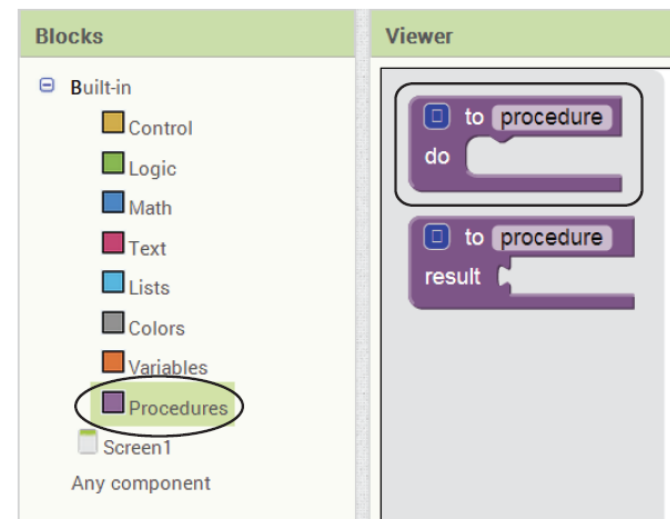 Blocks
Built-in
Control
Logic
Math
Text
Lists
Colors
Variables
Procedures
Screen1
Any component
Viewer
to procedure
do
to procedure
result